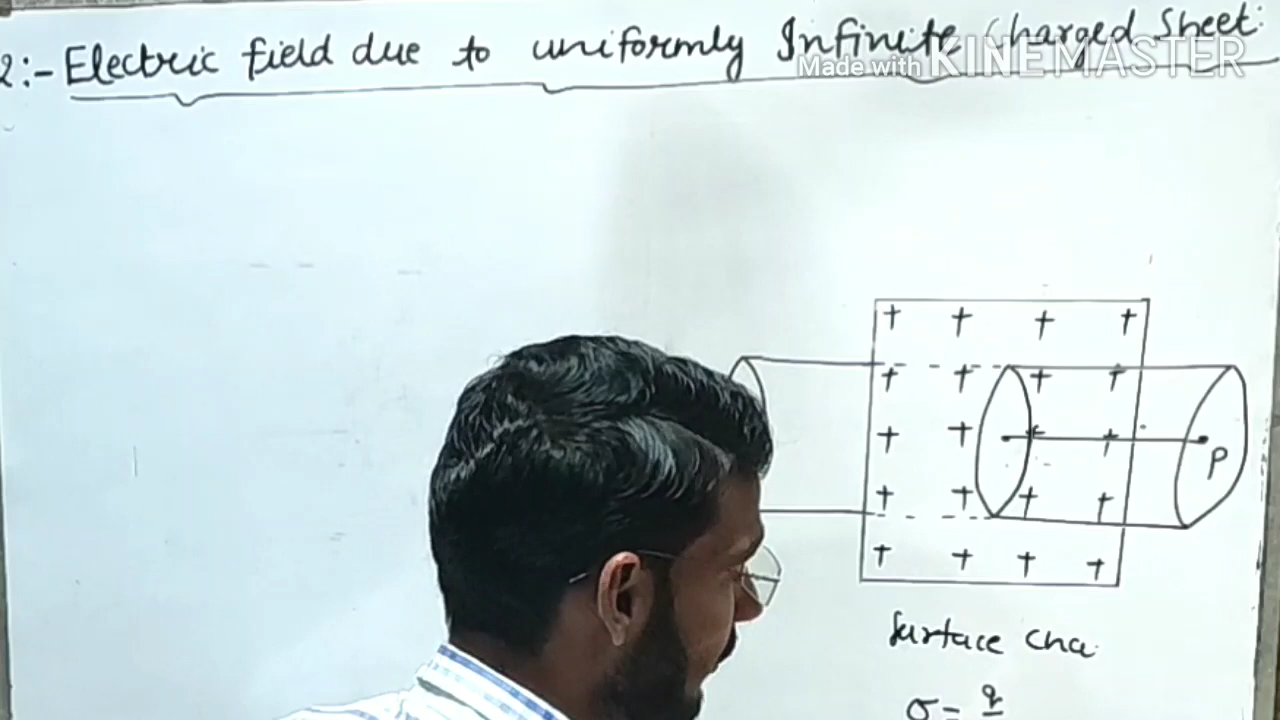 2:- Electric field due to uniformly Infinite Charged Sheet:
Made with KINEMASTER
+ + + +
+ + + +
+ + + +
P
+ + + +
+ + + +
Surface Cha
σ = q